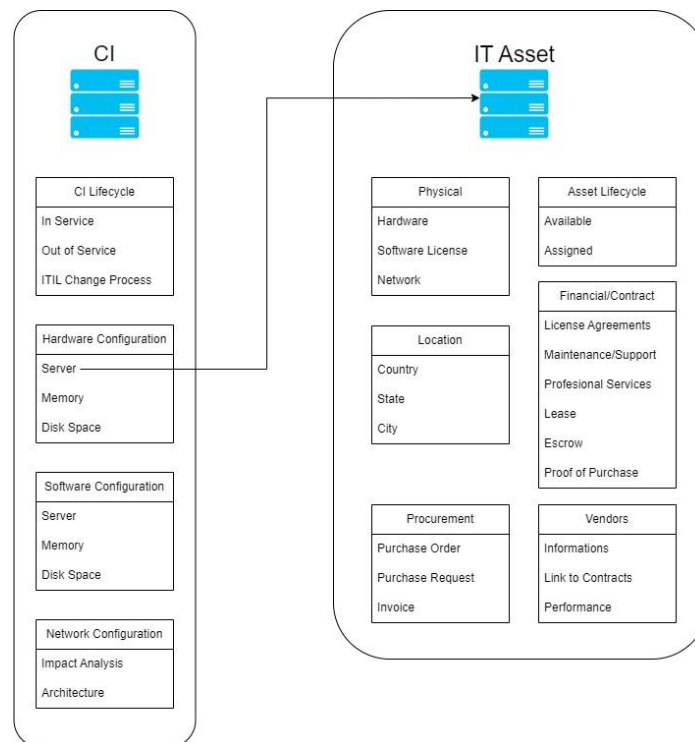 CI
CI Lifecycle
In Service
Out of Service
ITIL Change Process
Hardware Configuration
Server
Memory
Disk Space
Software Configuration
Server
Memory
Disk Space
Network Configuration
Impact Analysis
Architecture
IT Asset
Physical
Hardware
Software License
Network
Location
Country
State
City
Procurement
Purchase Order
Purchase Request
Invoice
Asset Lifecycle
Available
Assigned
Financial/Contract
License Agreements
Maintenance/Support
Profesional Services
Lease
Escrow
Proof of Purchase
Vendors
Informations
Link to Contracts
Performance